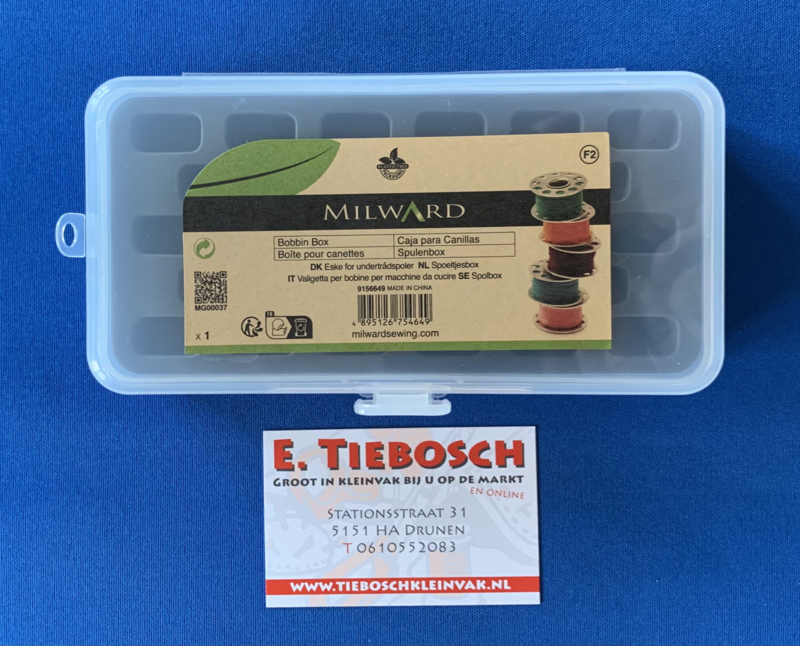 F2
MILWARD
Bobbin Box
Caja para Canillas
Boîte pour canettes
Spulenbox
DK Eske for undertrådspoler NL Spoeltjesbox
IT Valigetta per bobine per macchine da cucire SE Spolbox
9156649 MADE IN CHINA
4 895126 754649
milwardsewing.com
MG00037
x 1
FR
E. TIEBOSCH
GROOT IN KLEINVAK BIJ U OP DE MARKT
EN ONLINE
STATIONSSTRAAT 31
5151 HA DRUNEN
T 0610552083
WWW.TIEBOSCHKLEINVAK.NL